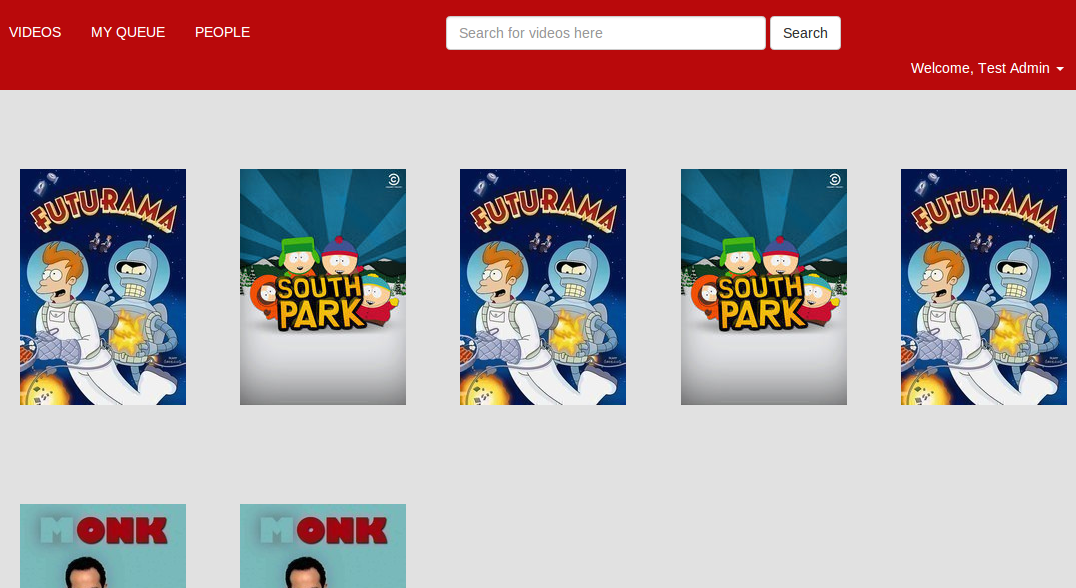 VIDEOS MY QUEUE PEOPLE Search for videos here Search
Welcome, Test Admin
FUTURAMA
SOUTH
PARK
FUTURAMA
SOUTH
PARK
FUTURAMA
MONK
MONK